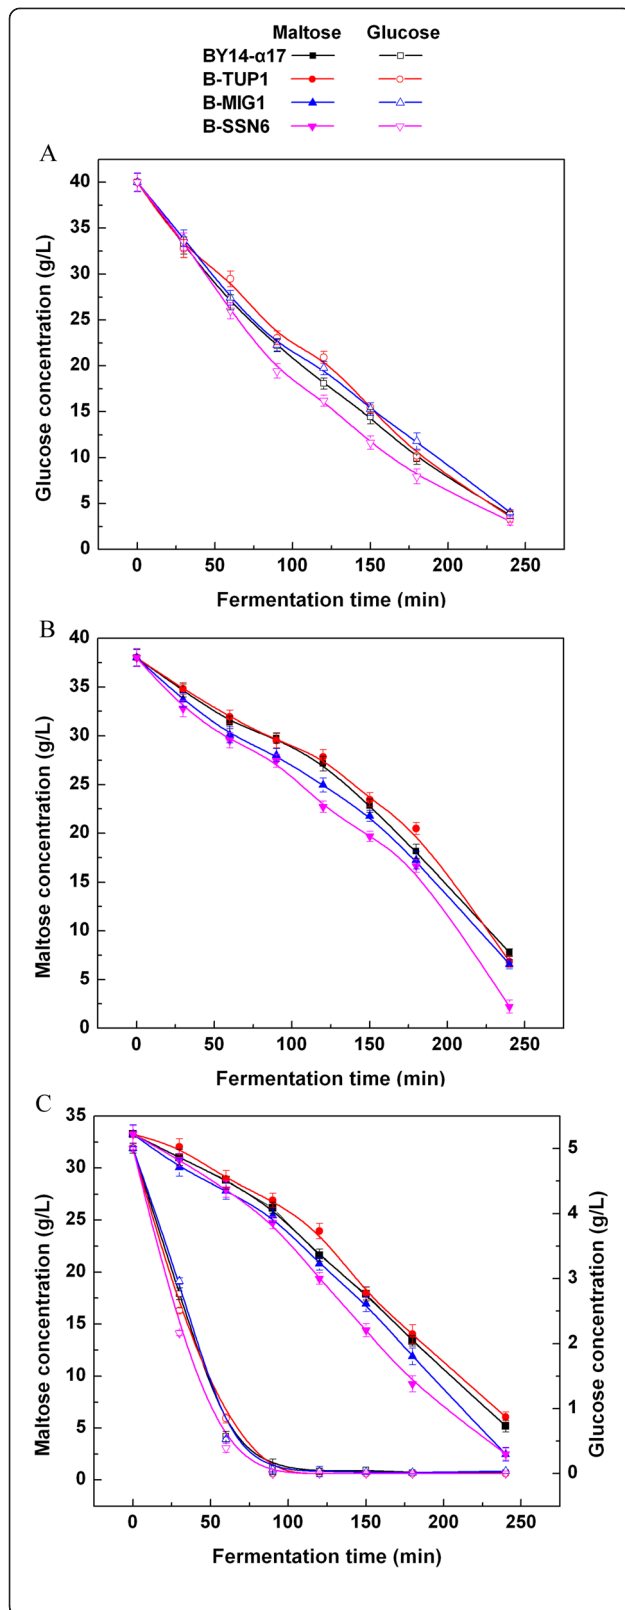 Maltose Glucose
BY14-α17
B-TUP1
B-MIG1
B-SSN6
A
Glucose concentration (g/L)
40
35
30
25
20
15
10
5
0
0 50 100 150 200 250
Fermentation time (min)
B
Maltose concentration (g/L)
40
35
30
25
20
15
10
5
0
0 50 100 150 200 250
Fermentation time (min)
C
Maltose concentration (g/L)
35
30
25
20
15
10
5
0
5
4
3
2
1
0
Glucose concentration (g/L)
0 50 100 150 200 250
Fermentation time (min)